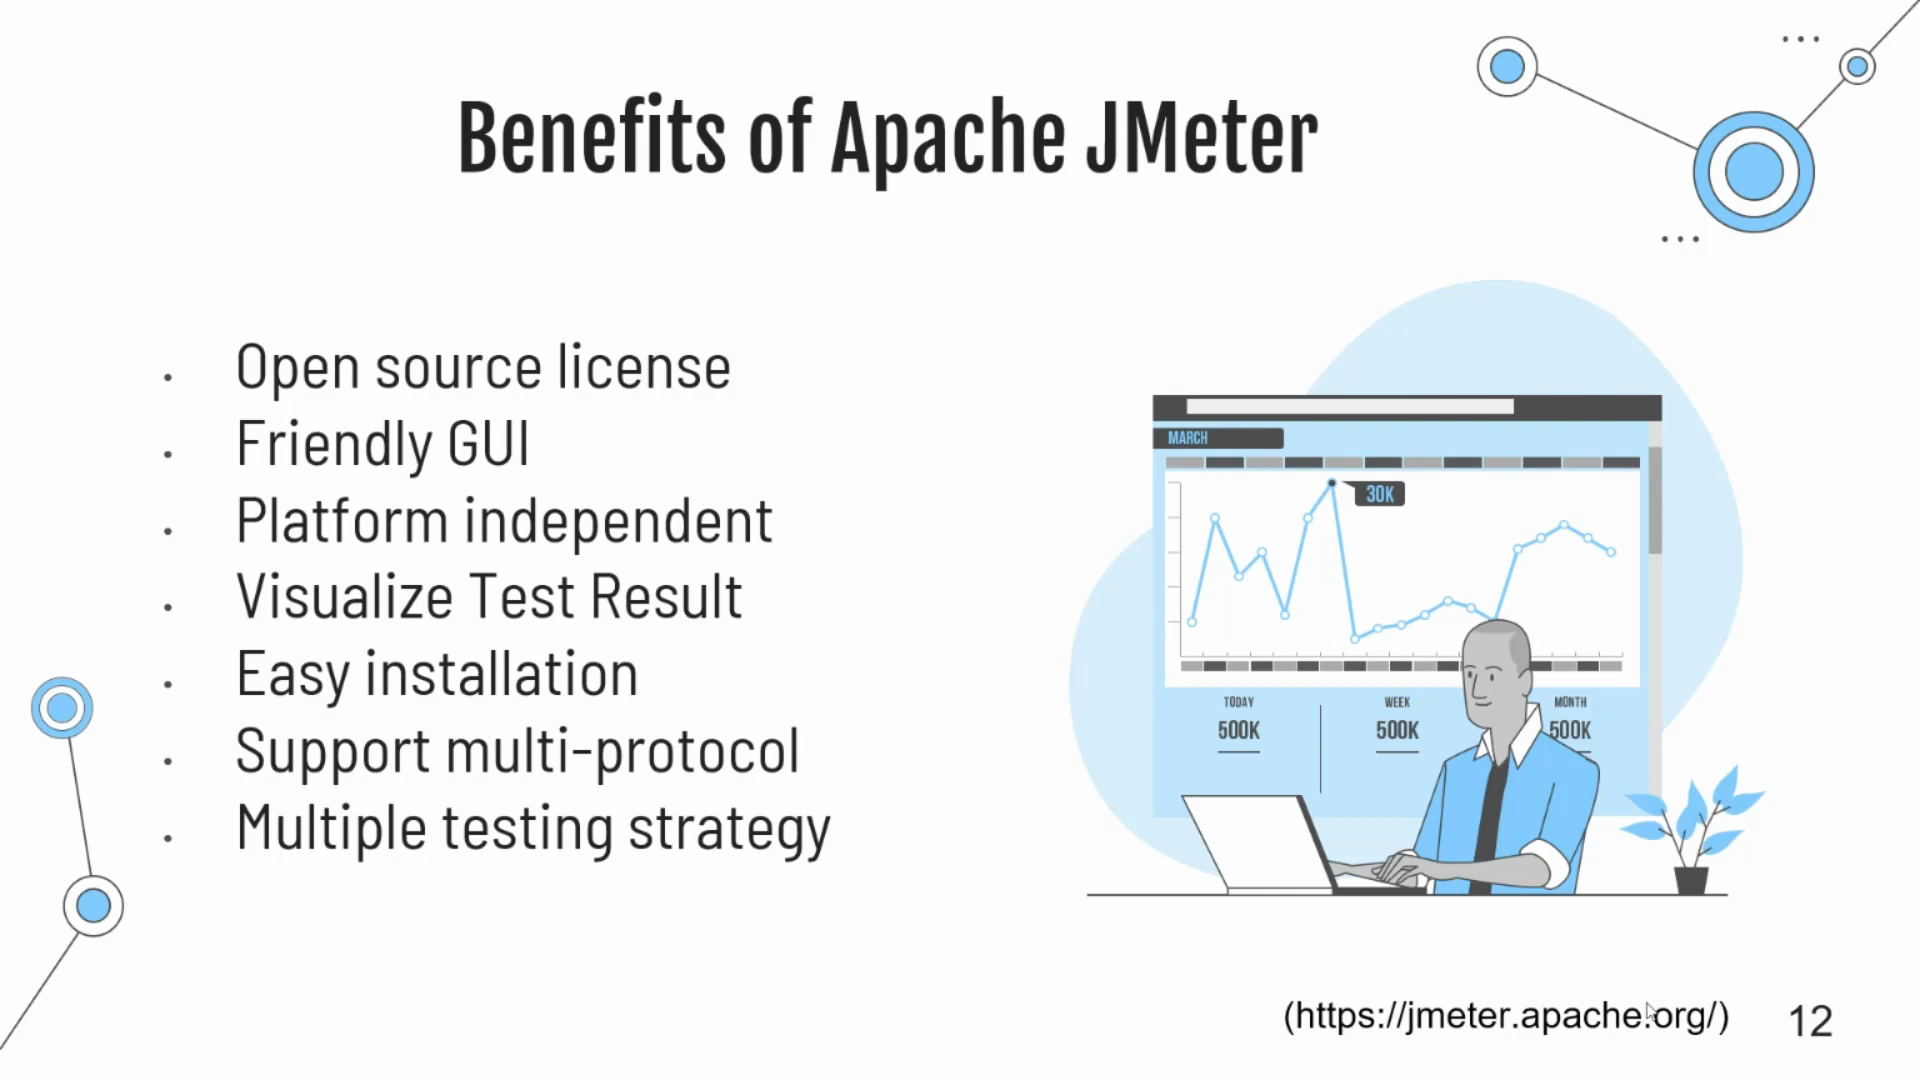 Benefits of Apache JMeter
. Open source license
. Friendly GUI
. Platform independent
. Visualize Test Result
. Easy installation
. Support multi-protocol
. Multiple testing strategy
MARCH
30K
TODAY WEEK MONTH
500K 500K 500K
(https://jmeter.apache.org/) 12